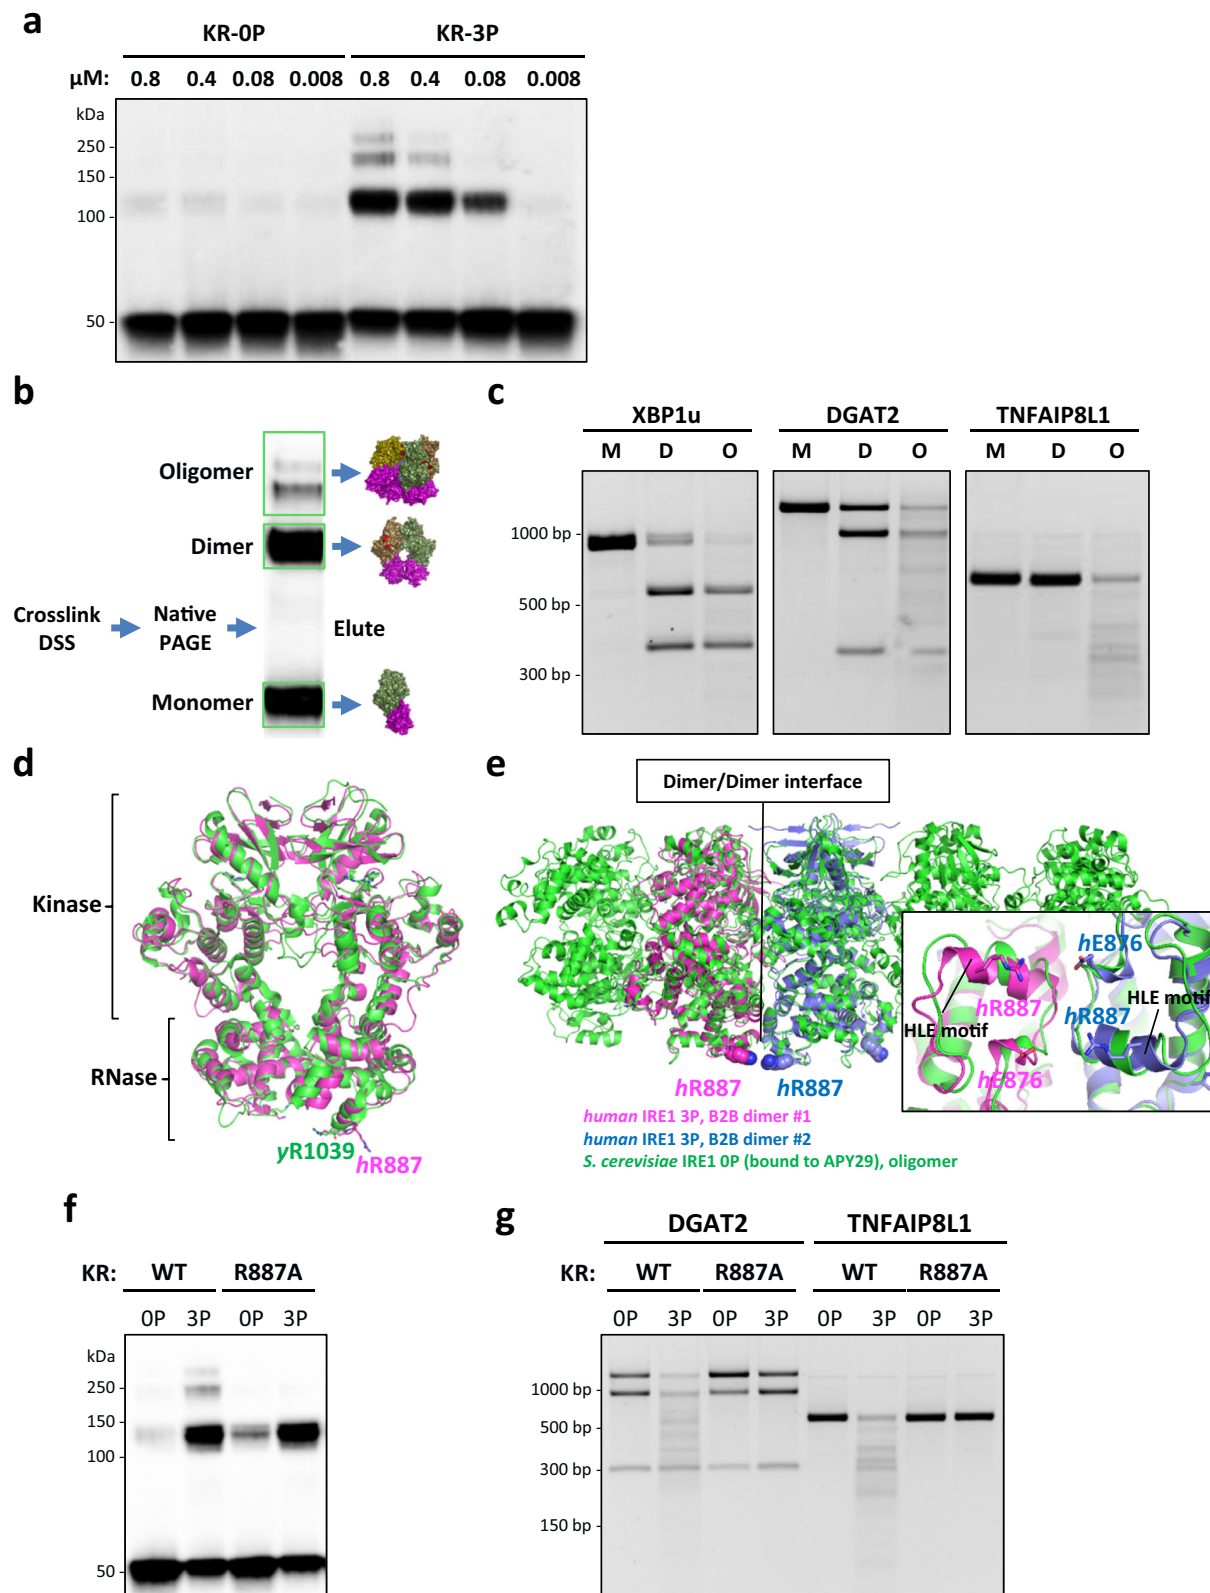 a
KR-0P KR-3P
µM: 0.8 0.4 0.08 0.008 0.8 0.4 0.08 0.008
kDa
250 -
150 -
100 -
50 -
b
Oligomer
Dimer
Crosslink DSS
Native PAGE
Elute
Monomer
c
XBP1u DGAT2 TNFAIP8L1
M D O M D O M D O
1000 bp -
500 bp -
300 bp -
d
Kinase
RNase
yR1039
hR887
e
Dimer/Dimer interface
hR887 hR887
human IRE1 3P, B2B dimer #1
human IRE1 3P, B2B dimer #2
S. cerevisiae IRE1 0P (bound to APY29), oligomer
hE876
hR887
HLE motif
hR887
HLE motif
hE876
f
KR: WT R887A
0P 3P 0P 3P
kDa
250 -
150 -
100 -
50 -
g
DGAT2 TNFAIP8L1
KR: WT R887A WT R887A
0P 3P 0P 3P 0P 3P 0P 3P
1000 bp -
500 bp -
300 bp -
150 bp -